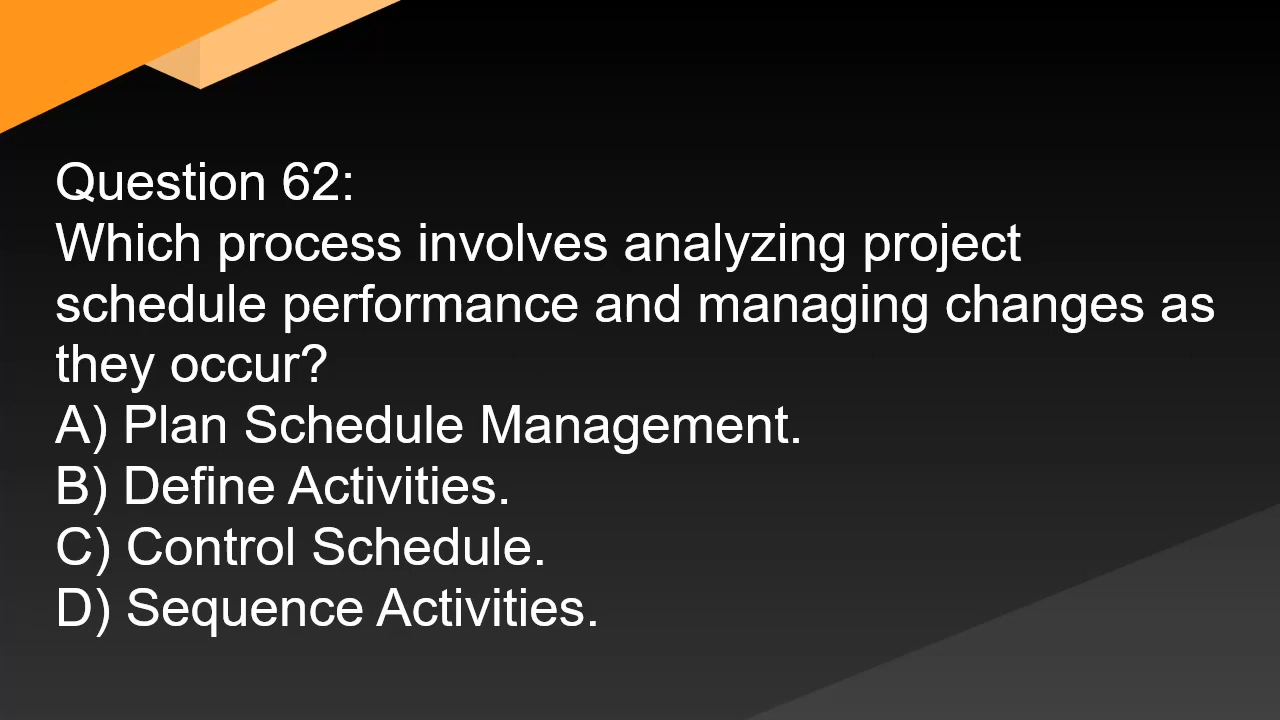 Question 62:
Which process involves analyzing project
schedule performance and managing changes as
they occur?
A) Plan Schedule Management.
B) Define Activities.
C) Control Schedule.
D) Sequence Activities.